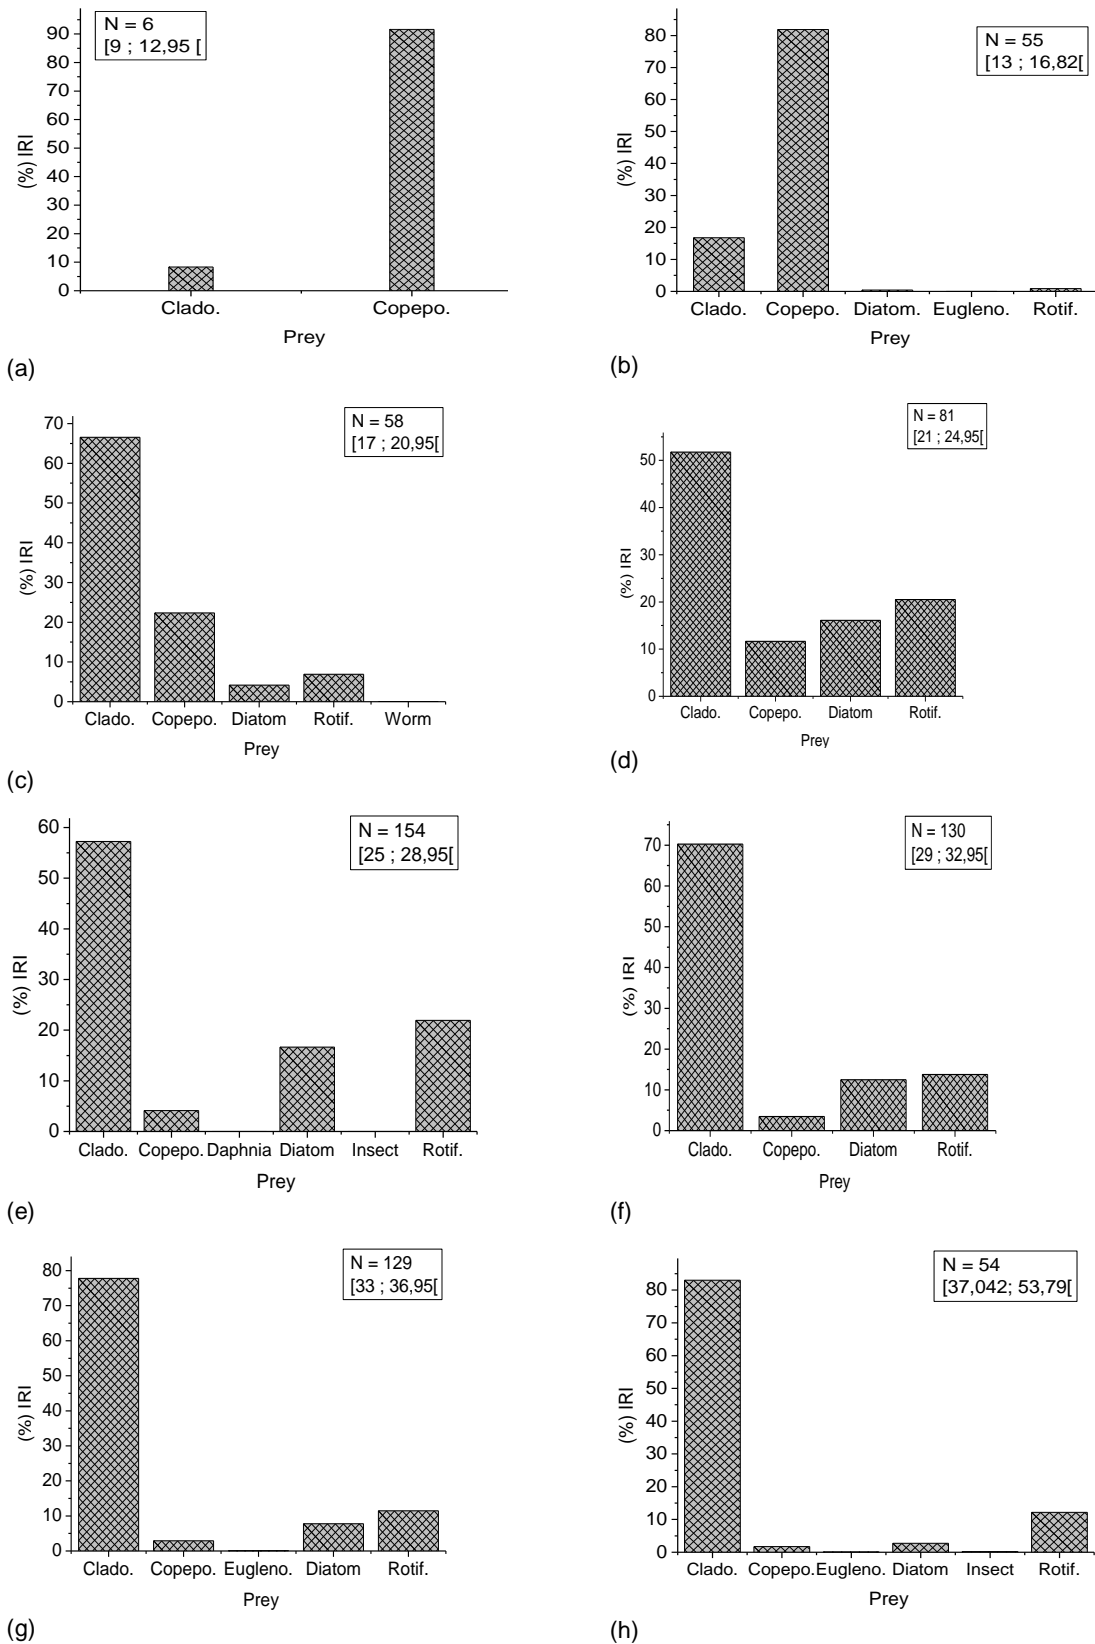 N = 6
[9 ; 12,95 [
90
80
70
60
50
40
30
20
10
0
(%) IRI
Clado.
Copepo.
Prey
(a)
N = 55
[13 ; 16,82[
80
70
60
50
40
30
20
10
0
(%) IRI
Clado.
Copepo.
Diatom.
Eugleno.
Rotif.
Prey
(b)
N = 58
[17 ; 20,95[
70
60
50
40
30
20
10
0
(%) IRI
Clado.
Copepo.
Diatom
Rotif.
Worm
Prey
(c)
N = 81
[21 ; 24,95[
50
40
30
20
10
0
(%) IRI
Clado.
Copepo.
Diatom
Rotif.
Prey
(d)
N = 154
[25 ; 28,95[
60
50
40
30
20
10
0
(%) IRI
Clado.
Copepo.
Daphnia
Diatom
Insect
Rotif.
Prey
(e)
N = 130
[29 ; 32,95[
70
60
50
40
30
20
10
0
(%) IRI
Clado.
Copepo.
Diatom
Rotif.
Prey
(f)
N = 129
[33 ; 36,95[
80
70
60
50
40
30
20
10
0
(%) IRI
Clado.
Copepo.
Eugleno.
Diatom
Rotif.
Prey
(g)
N = 54
[37,042; 53,79[
80
70
60
50
40
30
20
10
0
(%) IRI
Clado.
Copepo.
Eugleno.
Diatom
Insect
Rotif.
Prey
(h)